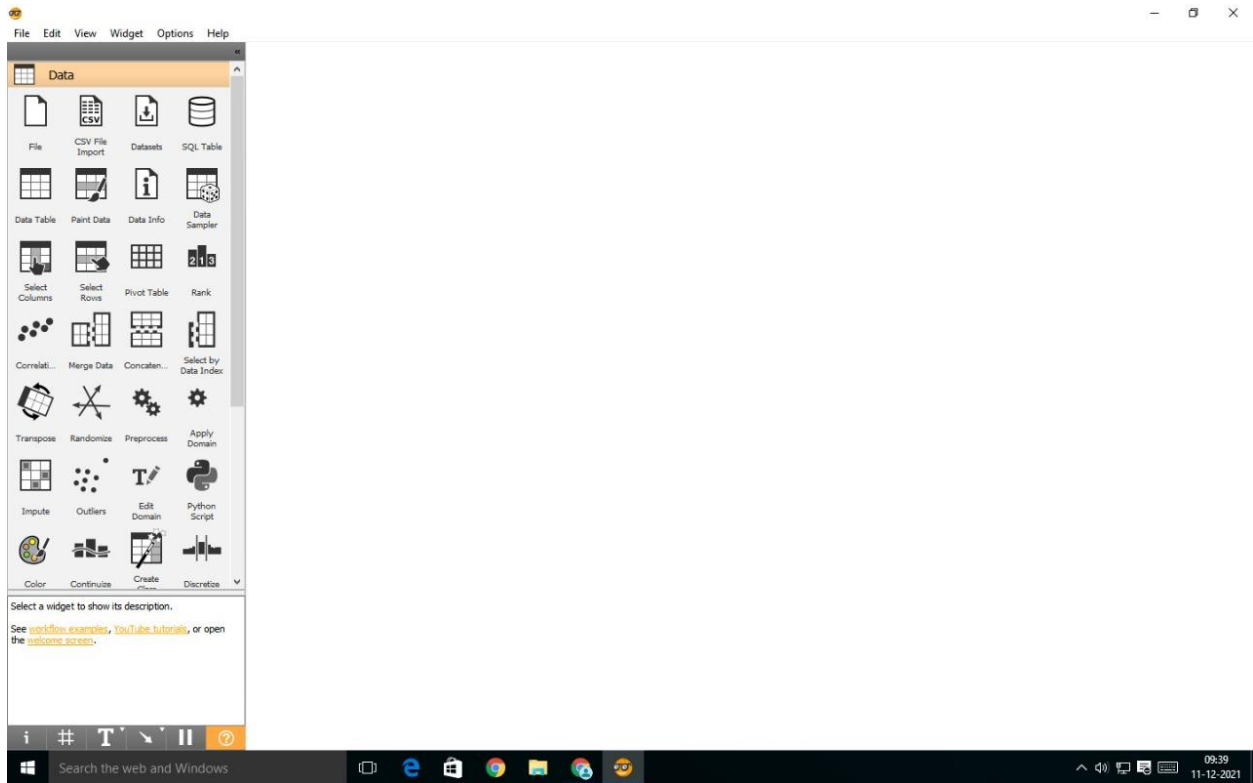 File Edit View Widget Options Help
Data
File CSV File Import Datasets SQL Table
Data Table Paint Data Data Info Data Sampler
Select Columns Select Rows Pivot Table Rank
Correlati... Merge Data Concaten... Select by Data Index
Transpose Randomize Preprocess Apply Domain
Impute Outliers Edit Domain Python Script
Color Continuize Create Class Discretize
Select a widget to show its description.
See workflow examples, YouTube tutorials, or open
the welcome screen.
Search the web and Windows
09:39
11-12-2021